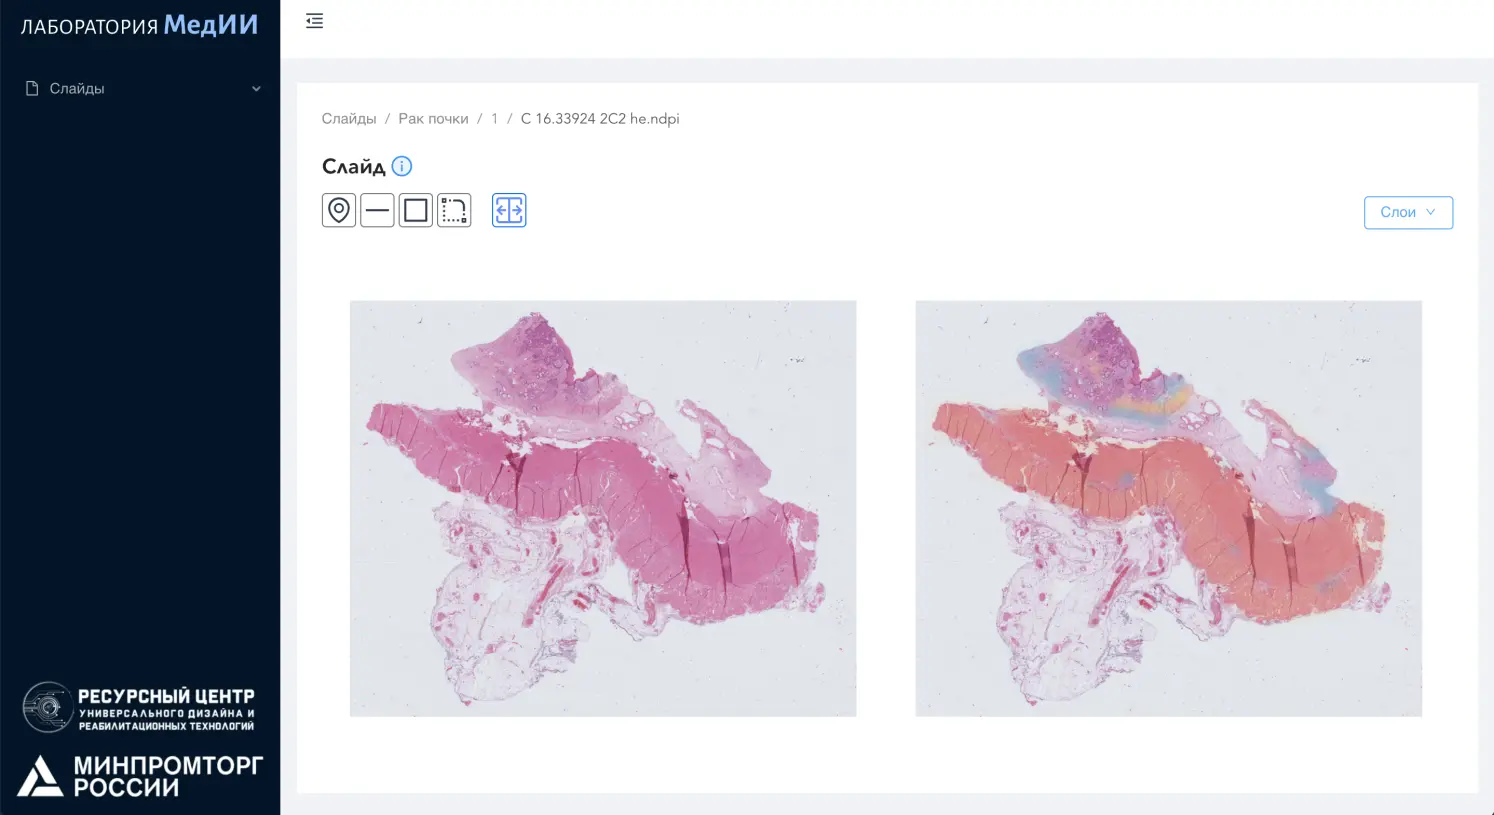 ЛАБОРАТОРИЯ МедИИ
Слайды
Слайды / Рак почки / 1 / C 16.33924 2C2 he.ndpi
Слайд
Слои
РЕСУРСНЫЙ ЦЕНТР
УНИВЕРСАЛЬНОГО ДИЗАЙНА И
РЕАБИЛИТАЦИОННЫХ ТЕХНОЛОГИЙ
МИНПРОМТОРГ
РОССИИ